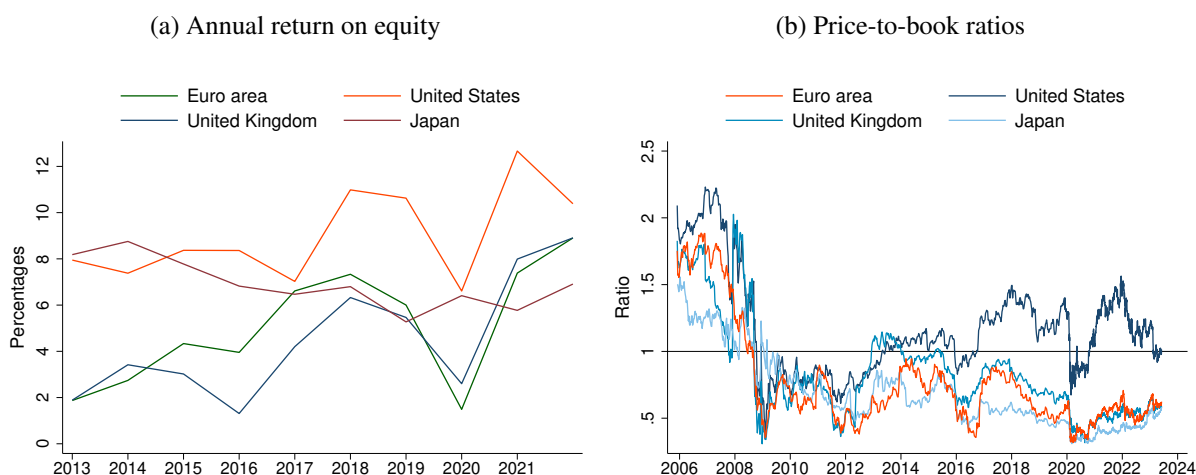 (a) Annual return on equity
Euro area
United States
United Kingdom
Japan
Percentages
12
10
8
6
4
2
0
2013 2014 2015 2016 2017 2018 2019 2020 2021
(b) Price-to-book ratios
Euro area
United States
United Kingdom
Japan
Ratio
2.5
2
1.5
1
.5
2006 2008 2010 2012 2014 2016 2018 2020 2022 2024